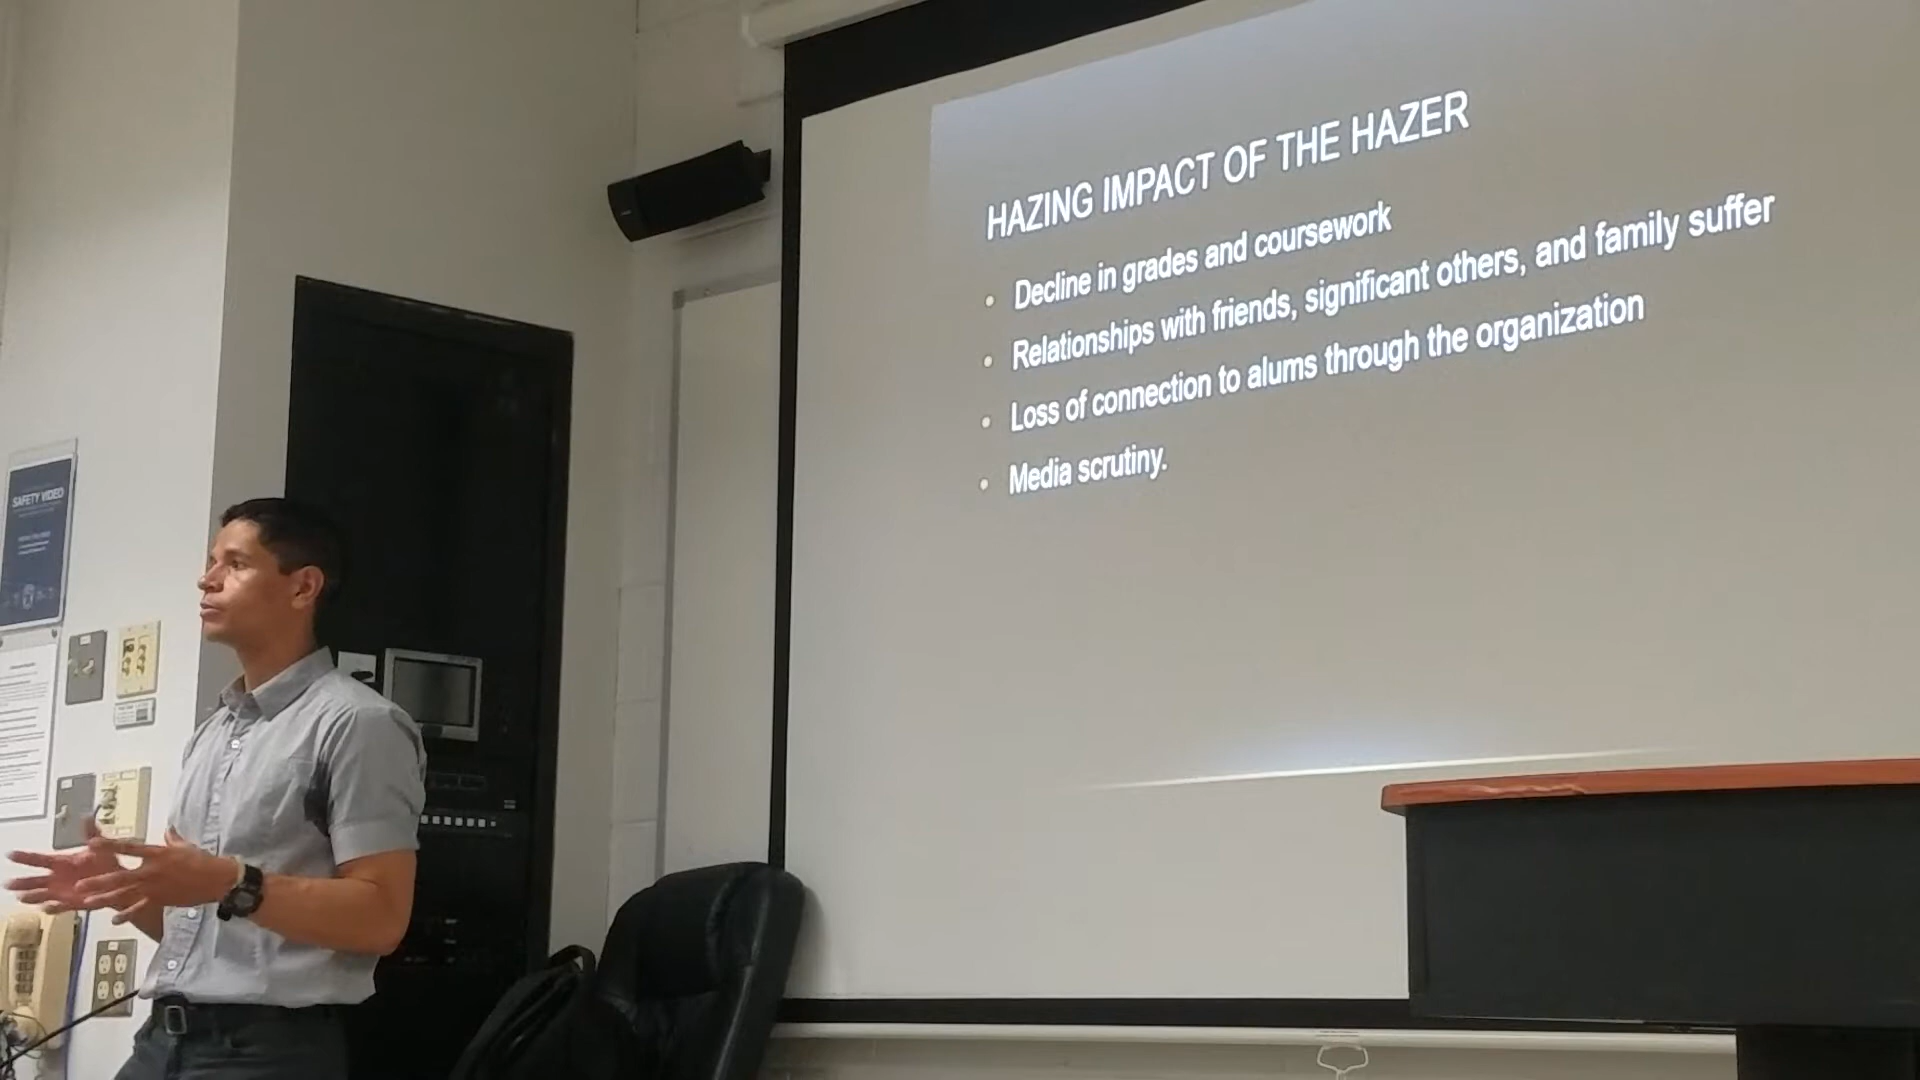 HAZING IMPACT OF THE HAZER
Decline in grades and coursework
Relationships with friends, significant others, and family suffer
Loss of connection to alums through the organization
Media scrutiny.
SAFETY VIDEO